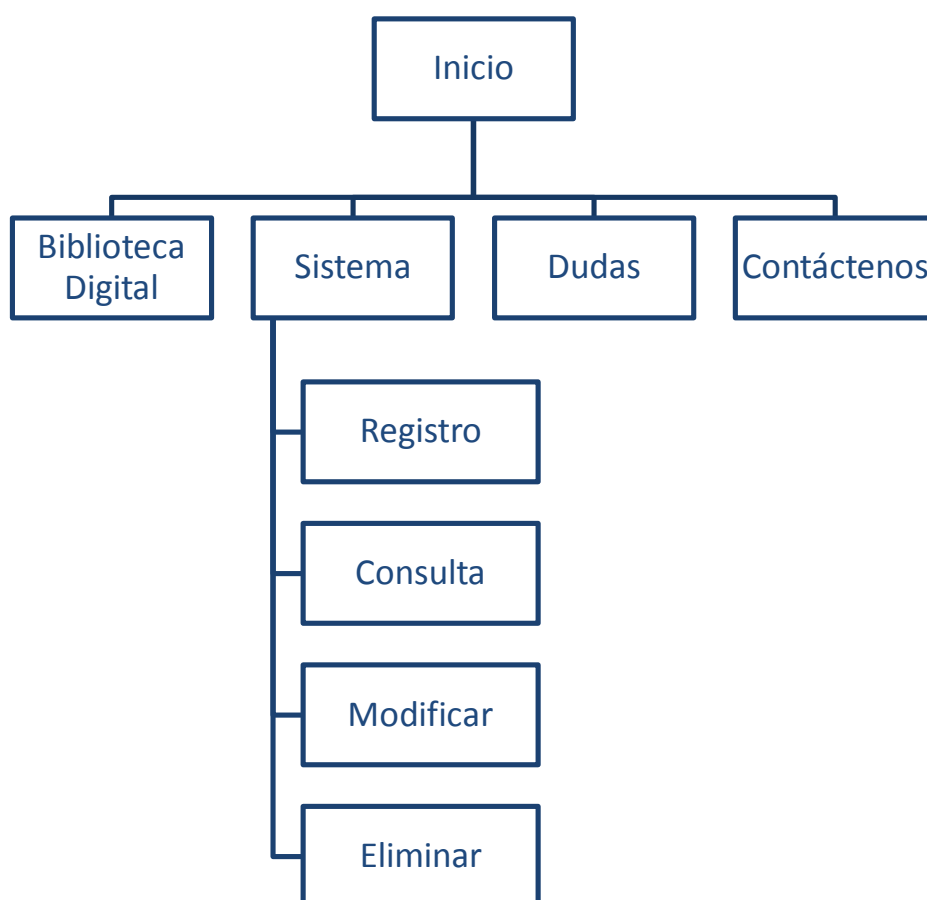 Inicio
Biblioteca
Digital
Sistema
Dudas
Contáctenos
Registro
Consulta
Modificar
Eliminar